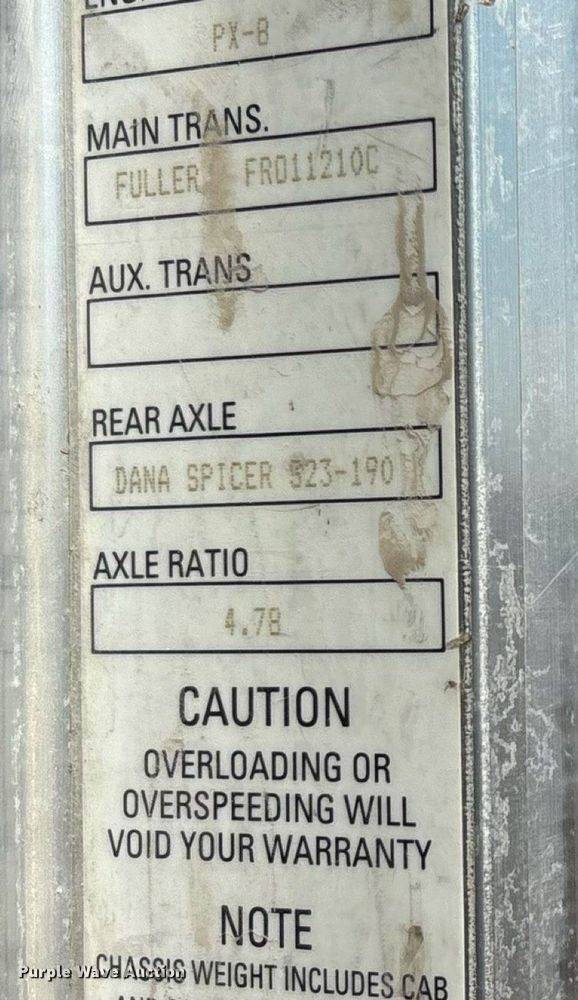 PX-8
MAIN TRANS.
FULLER FRO11210C
AUX. TRANS
REAR AXLE
DANA SPICER S23-190
AXLE RATIO
4.78
CAUTION
OVERLOADING OR
OVERSPEEDING WILL
VOID YOUR WARRANTY
NOTE
CHASSIS WEIGHT INCLUDES CAB
Purple Wave Auction